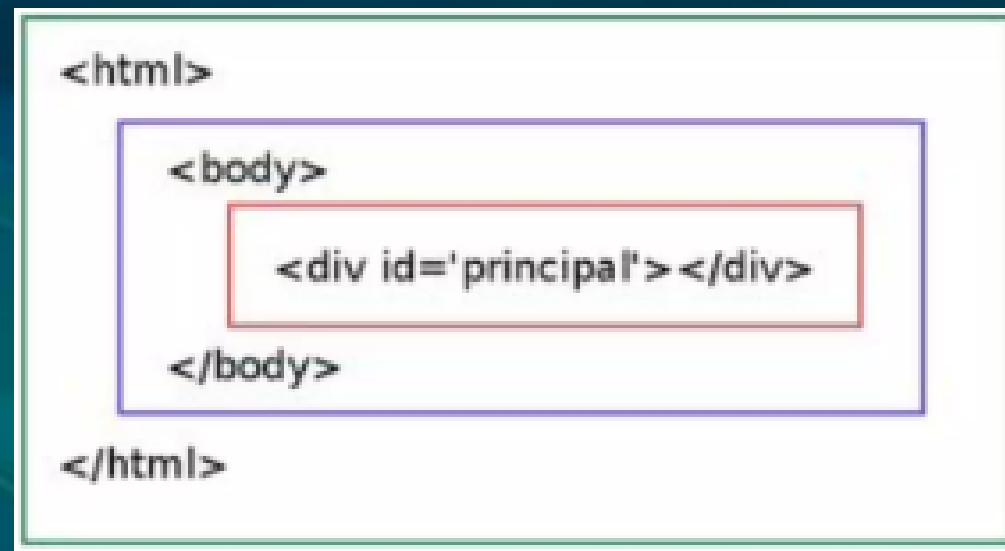 <html>
<body>
<div id='principal'></div>
</body>
</html>